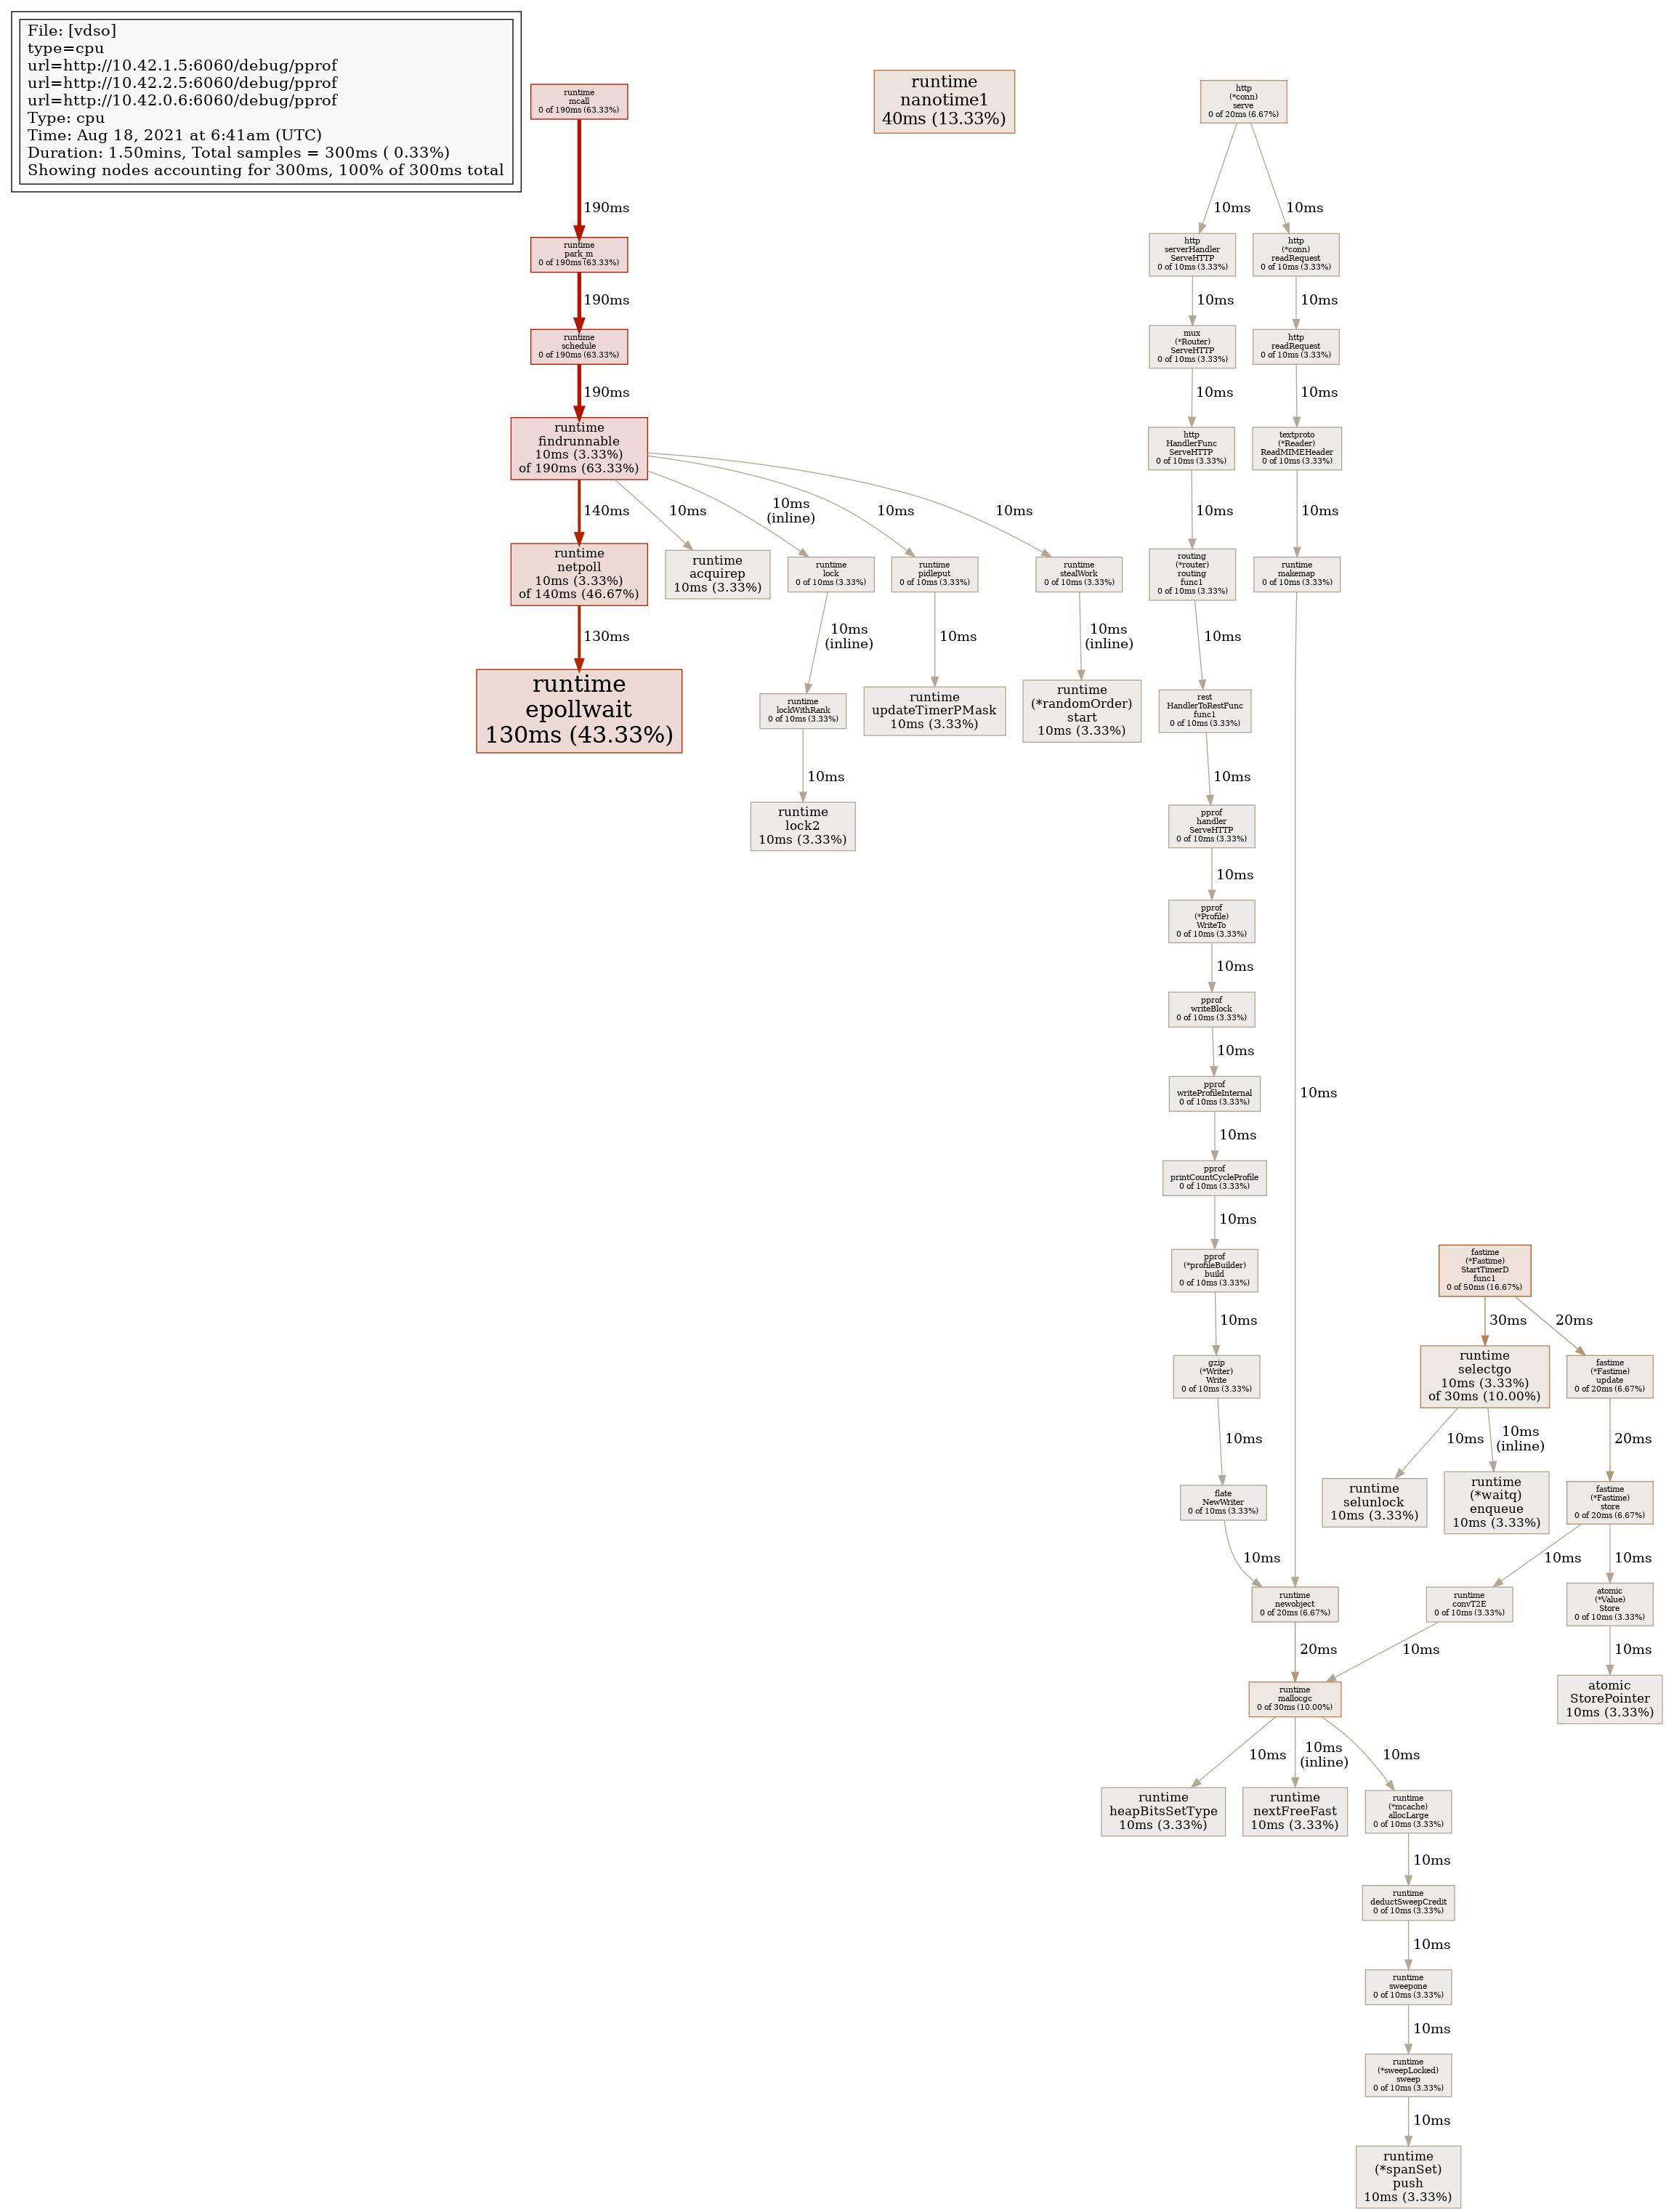 File: [vdso]
type=cpu
url=http://10.42.1.5:6060/debug/pprof
url=http://10.42.2.5:6060/debug/pprof
url=http://10.42.0.6:6060/debug/pprof
Type: cpu
Time: Aug 18, 2021 at 6:41am (UTC)
Duration: 1.50mins, Total samples = 300ms ( 0.33%)
Showing nodes accounting for 300ms, 100% of 300ms total
runtime
mcall
0 of 190ms (63.33%)
runtime
nanotime1
40ms (13.33%)
http
(*conn)
serve
0 of 20ms (6.67%)
190ms
10ms
10ms
runtime
park_m
0 of 190ms (63.33%)
http
serverHandler
ServeHTTP
0 of 10ms (3.33%)
http
(*conn)
readRequest
0 of 10ms (3.33%)
190ms
10ms
10ms
runtime
schedule
0 of 190ms (63.33%)
mux
(*Router)
ServeHTTP
0 of 10ms (3.33%)
http
readRequest
0 of 10ms (3.33%)
190ms
10ms
10ms
runtime
findrunnable
10ms (3.33%)
of 190ms (63.33%)
http
HandlerFunc
ServeHTTP
0 of 10ms (3.33%)
textproto
(*Reader)
ReadMIMEHeader
0 of 10ms (3.33%)
140ms
10ms
10ms
(inline)
10ms
10ms
10ms
10ms
runtime
netpoll
10ms (3.33%)
of 140ms (46.67%)
runtime
acquirep
10ms (3.33%)
runtime
lock
0 of 10ms (3.33%)
runtime
pidleput
0 of 10ms (3.33%)
runtime
stealWork
0 of 10ms (3.33%)
routing
(*router)
routing
func1
0 of 10ms (3.33%)
runtime
makemap
0 of 10ms (3.33%)
130ms
10ms
(inline)
10ms
10ms
(inline)
10ms
runtime
epollwait
130ms (43.33%)
runtime
lockWithRank
0 of 10ms (3.33%)
runtime
updateTimerPMask
10ms (3.33%)
runtime
(*randomOrder)
start
10ms (3.33%)
rest
HandlerToRestFunc
func1
0 of 10ms (3.33%)
10ms
10ms
runtime
lock2
10ms (3.33%)
pprof
handler
ServeHTTP
0 of 10ms (3.33%)
10ms
pprof
(*Profile)
WriteTo
0 of 10ms (3.33%)
10ms
pprof
writeBlock
0 of 10ms (3.33%)
10ms
pprof
writeProfileInternal
0 of 10ms (3.33%)
10ms
10ms
pprof
printCountCycleProfile
0 of 10ms (3.33%)
10ms
pprof
(*profileBuilder)
build
0 of 10ms (3.33%)
fastime
(*Fastime)
StartTimerD
func1
0 of 50ms (16.67%)
10ms
30ms
20ms
gzip
(*Writer)
Write
0 of 10ms (3.33%)
runtime
selectgo
10ms (3.33%)
of 30ms (10.00%)
fastime
(*Fastime)
update
0 of 20ms (6.67%)
10ms
10ms
10ms
(inline)
20ms
flate
NewWriter
0 of 10ms (3.33%)
runtime
selunlock
10ms (3.33%)
runtime
(*waitq)
enqueue
10ms (3.33%)
fastime
(*Fastime)
store
0 of 20ms (6.67%)
10ms
10ms
10ms
runtime
newobject
0 of 20ms (6.67%)
runtime
convT2E
0 of 10ms (3.33%)
atomic
(*Value)
Store
0 of 10ms (3.33%)
20ms
10ms
10ms
runtime
mallocgc
0 of 30ms (10.00%)
atomic
StorePointer
10ms (3.33%)
10ms
10ms
(inline)
10ms
runtime
heapBitsSetType
10ms (3.33%)
runtime
nextFreeFast
10ms (3.33%)
runtime
(*mcache)
allocLarge
0 of 10ms (3.33%)
10ms
runtime
deductSweepCredit
0 of 10ms (3.33%)
10ms
runtime
sweepone
0 of 10ms (3.33%)
10ms
runtime
(*sweepLocked)
sweep
0 of 10ms (3.33%)
10ms
runtime
(*spanSet)
push
10ms (3.33%)